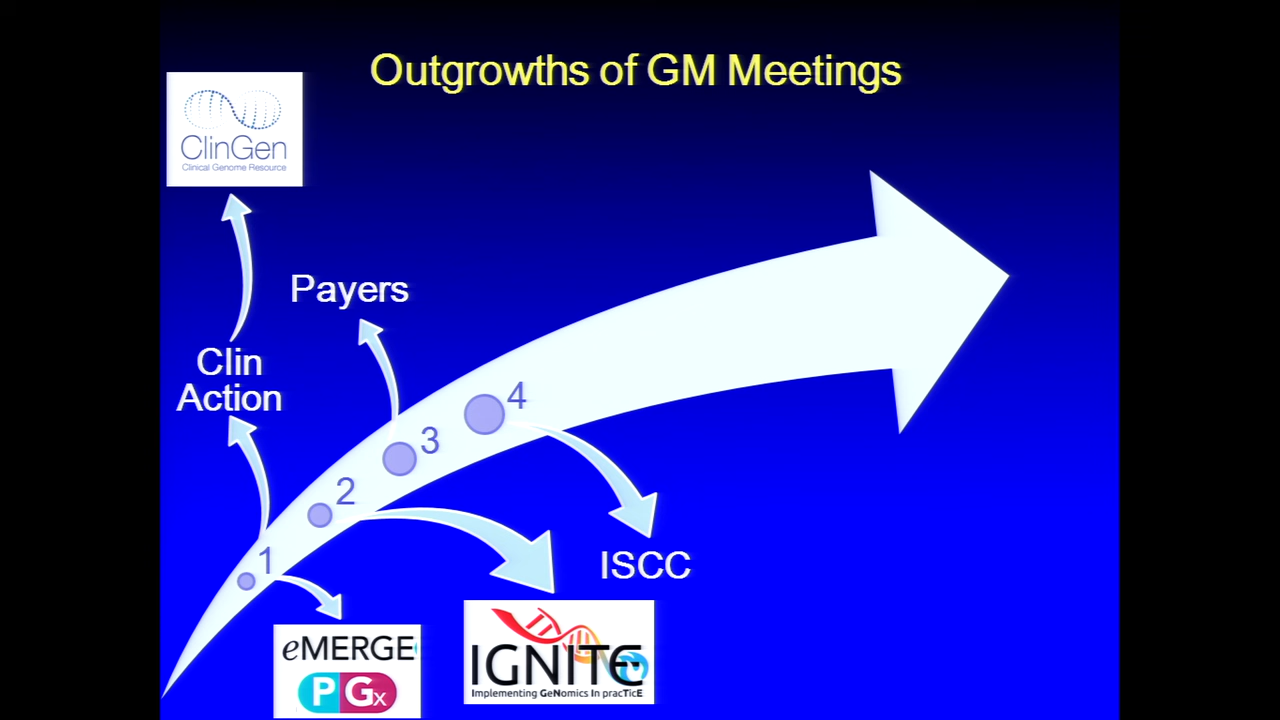 Outgrowths of GM Meetings
ClinGen
Clinical Genome Resource
Payers
Clin
Action
4
3
2
1
ISCC
eMERGE
PGx
IGNITE
Implementing GeNomics In pracTicE